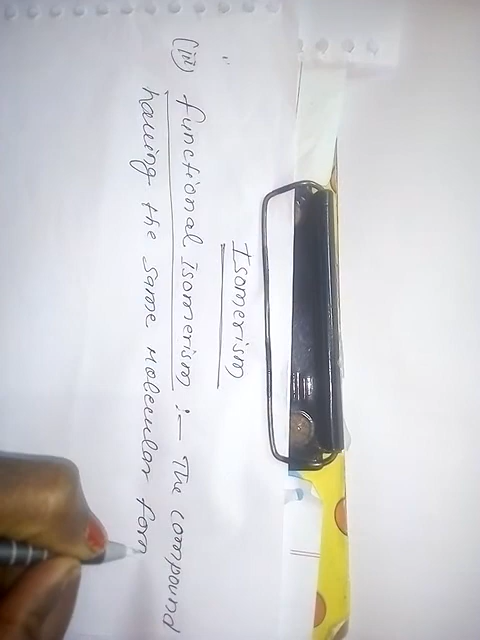 Isomerism
(iii) functional Isomerism :- The compound
having the same Molecular form